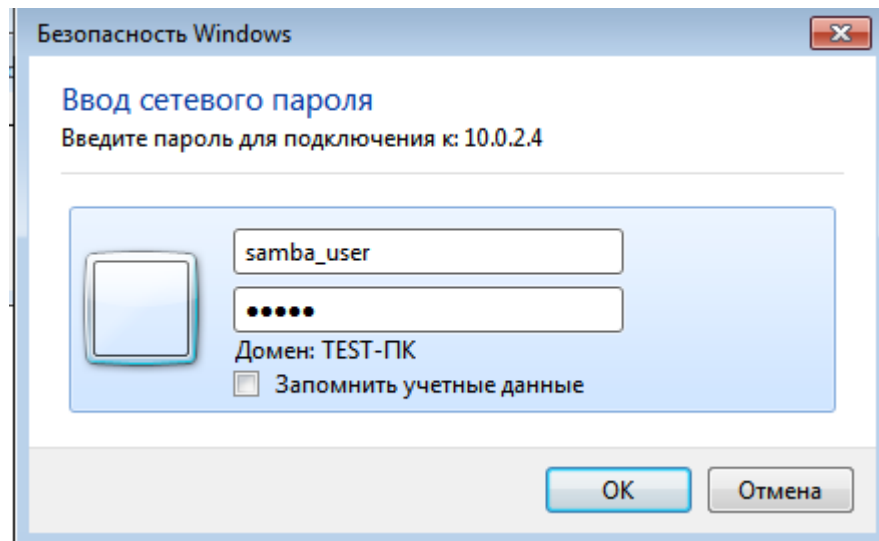 Безопасность Windows
Ввод сетевого пароля
Введите пароль для подключения к: 10.0.2.4
samba_user
●●●●●
Домен: TEST-ПК
Запомнить учетные данные
ОК
Отмена